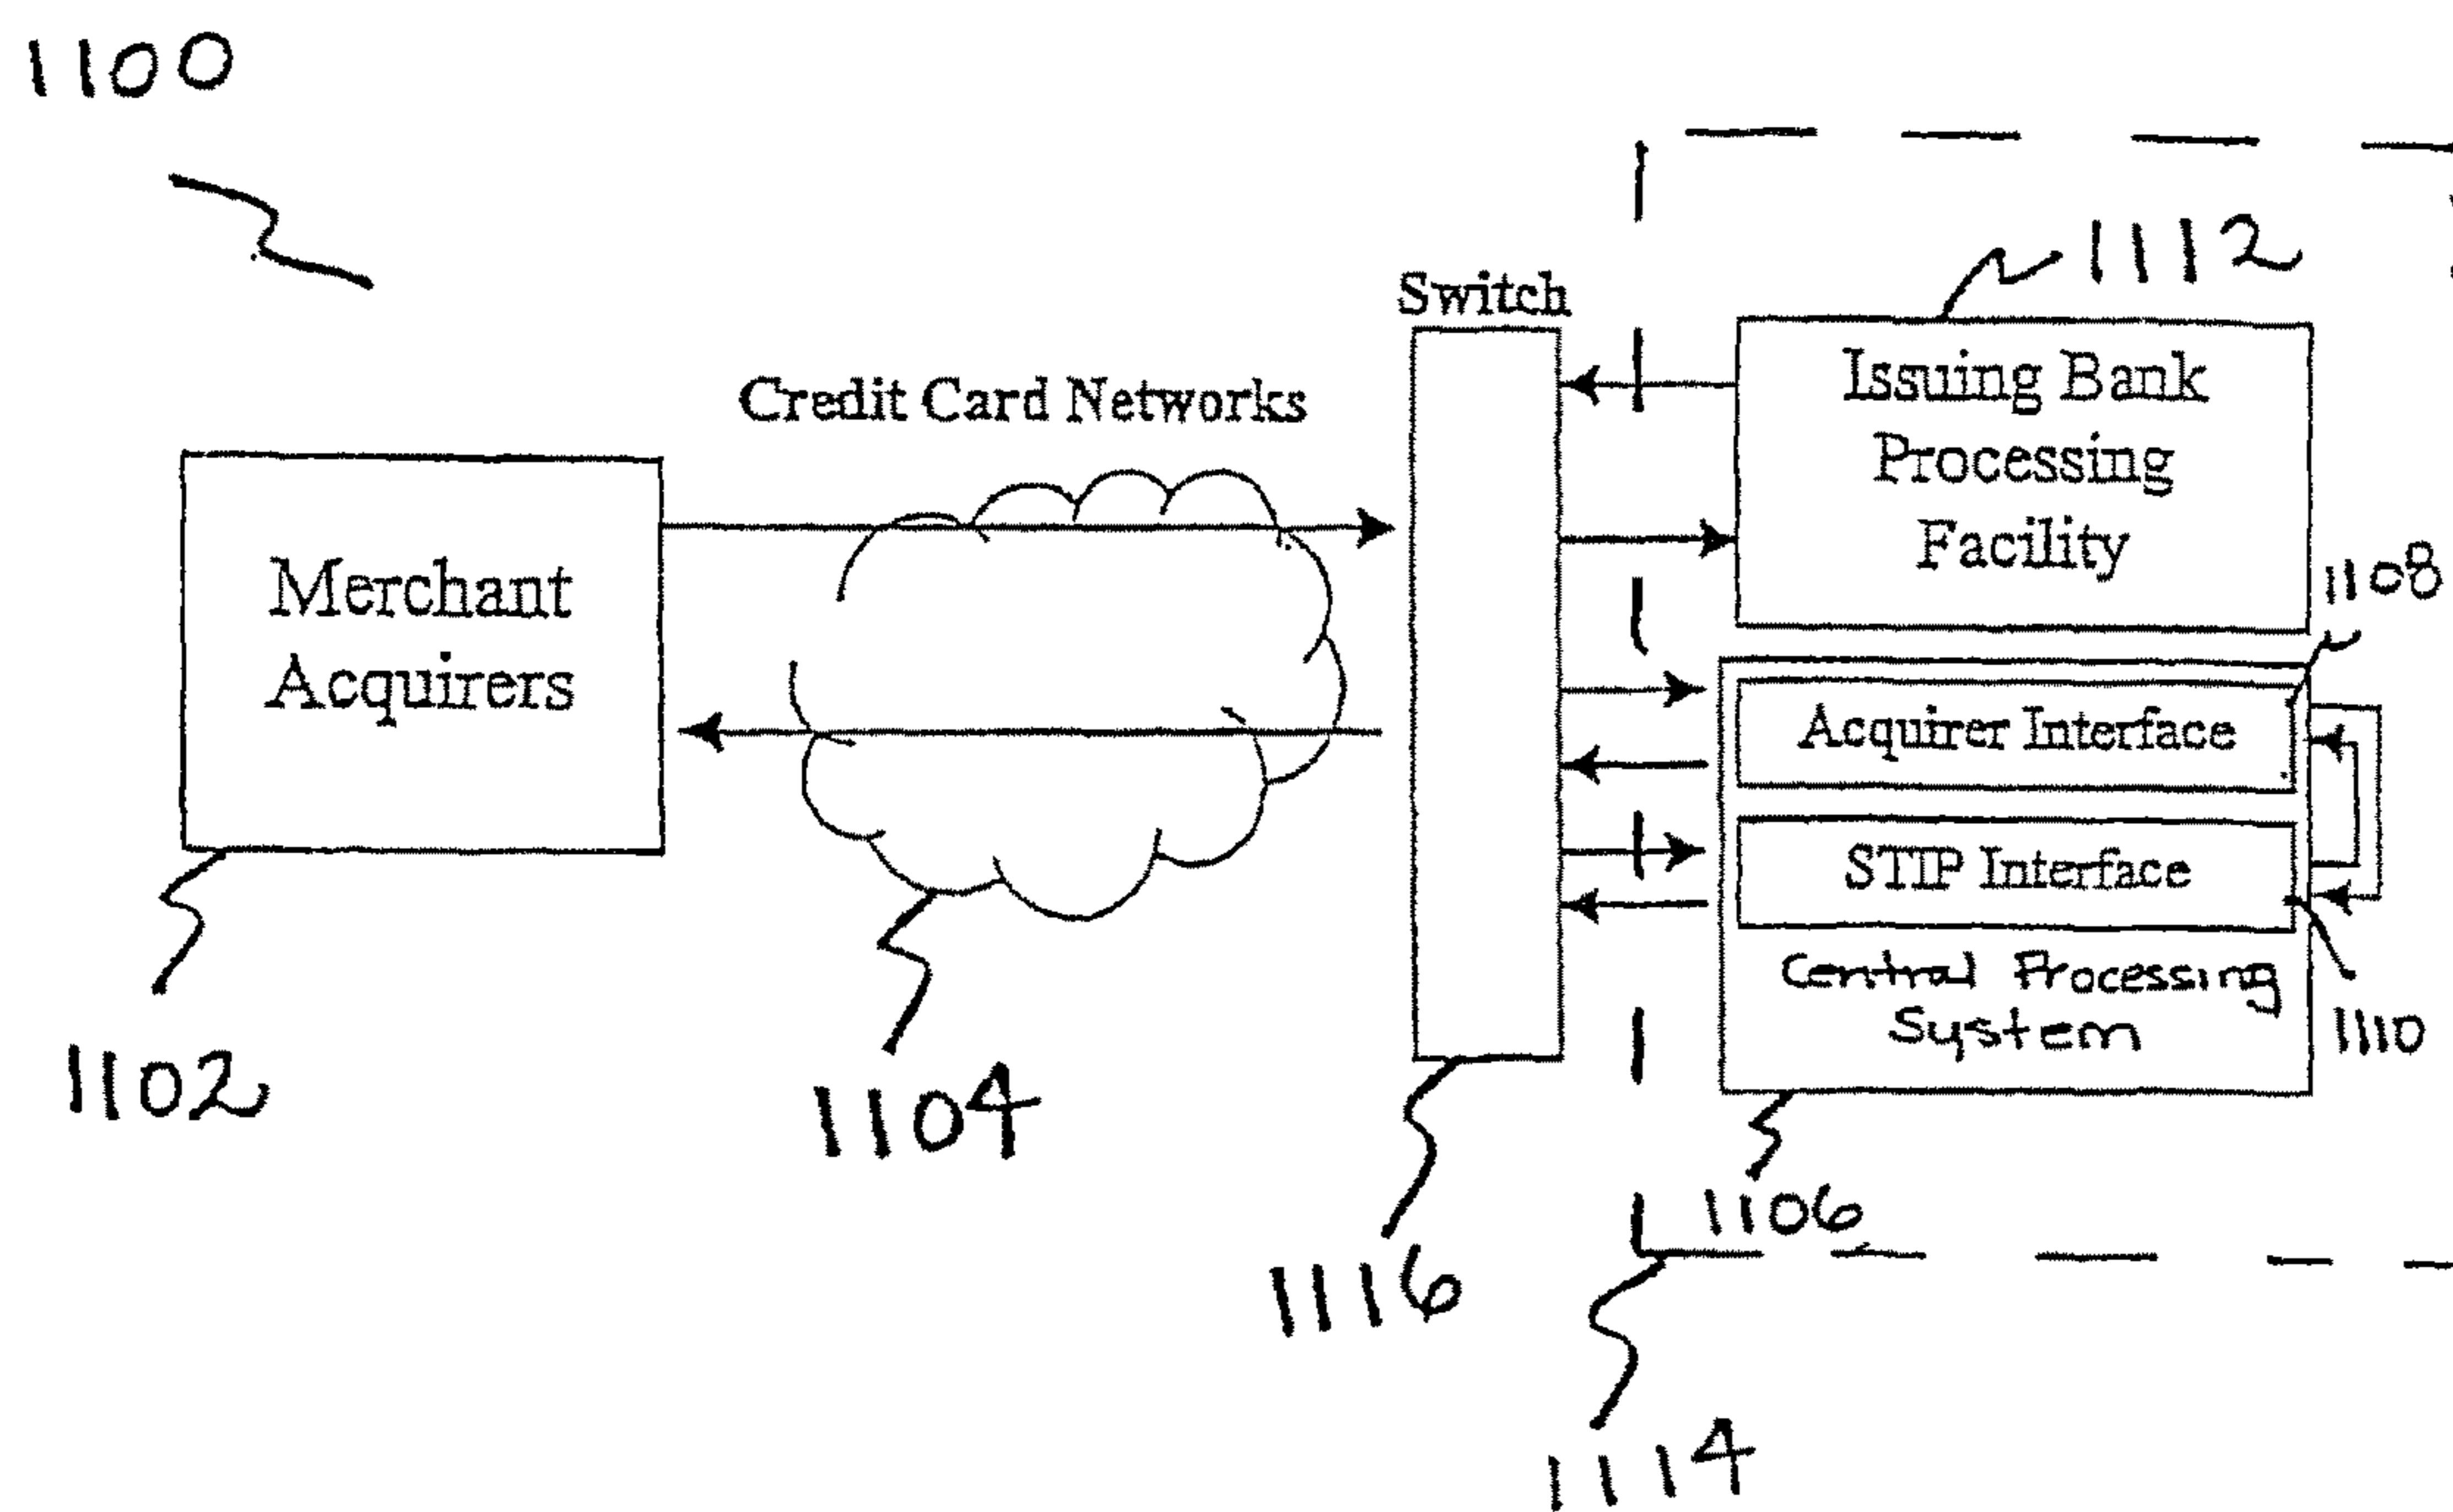 1100
1112
Switch
Credit Card Networks
Issuing Bank
Processing
Facility
1108
Merchant
Acquirers
Acquirer Interface
STIP Interface
Central Processing
System
1110
1102
1104
1106
1116
1114